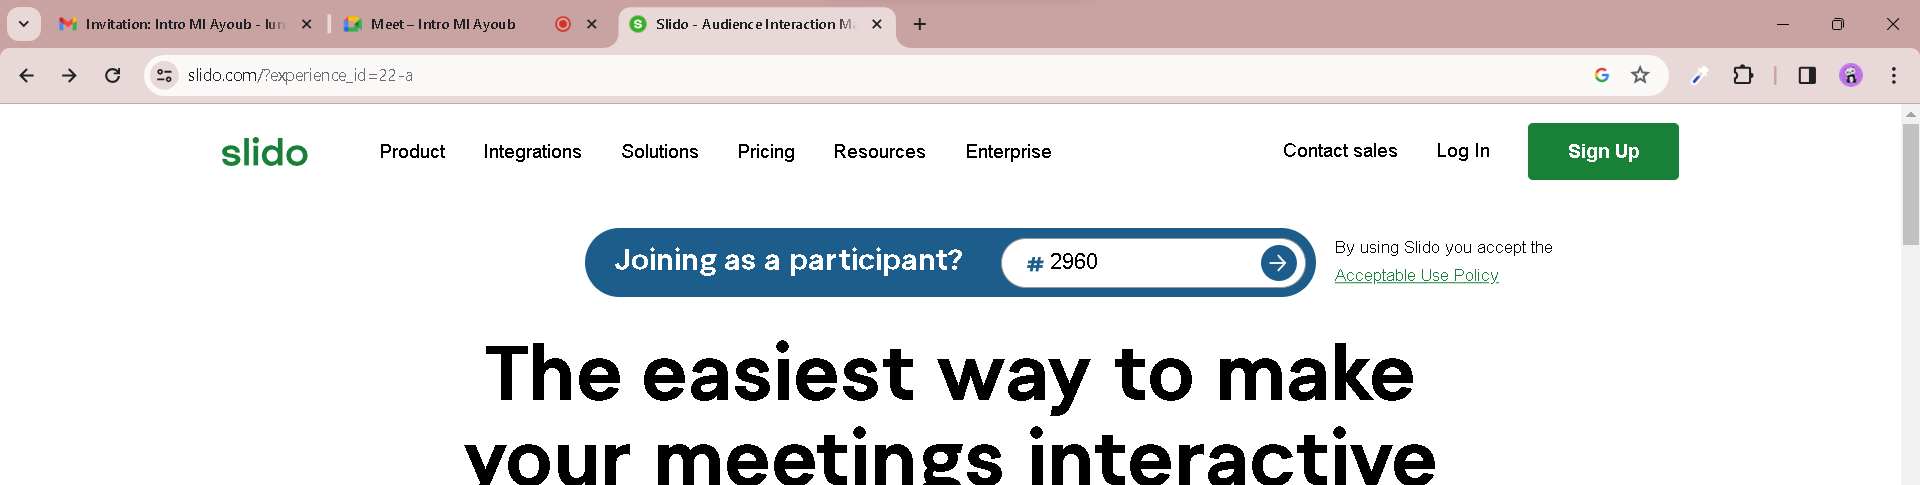 Invitation: Intro MI Ayoub - lun
Meet – Intro MI Ayoub
Slido - Audience Interaction Ma
slido.com/?experience_id=22-a
slido
Product
Integrations
Solutions
Pricing
Resources
Enterprise
Contact sales
Log In
Sign Up
Joining as a participant?
# 2960
By using Slido you accept the
Acceptable Use Policy
The easiest way to make
your meetings interactive